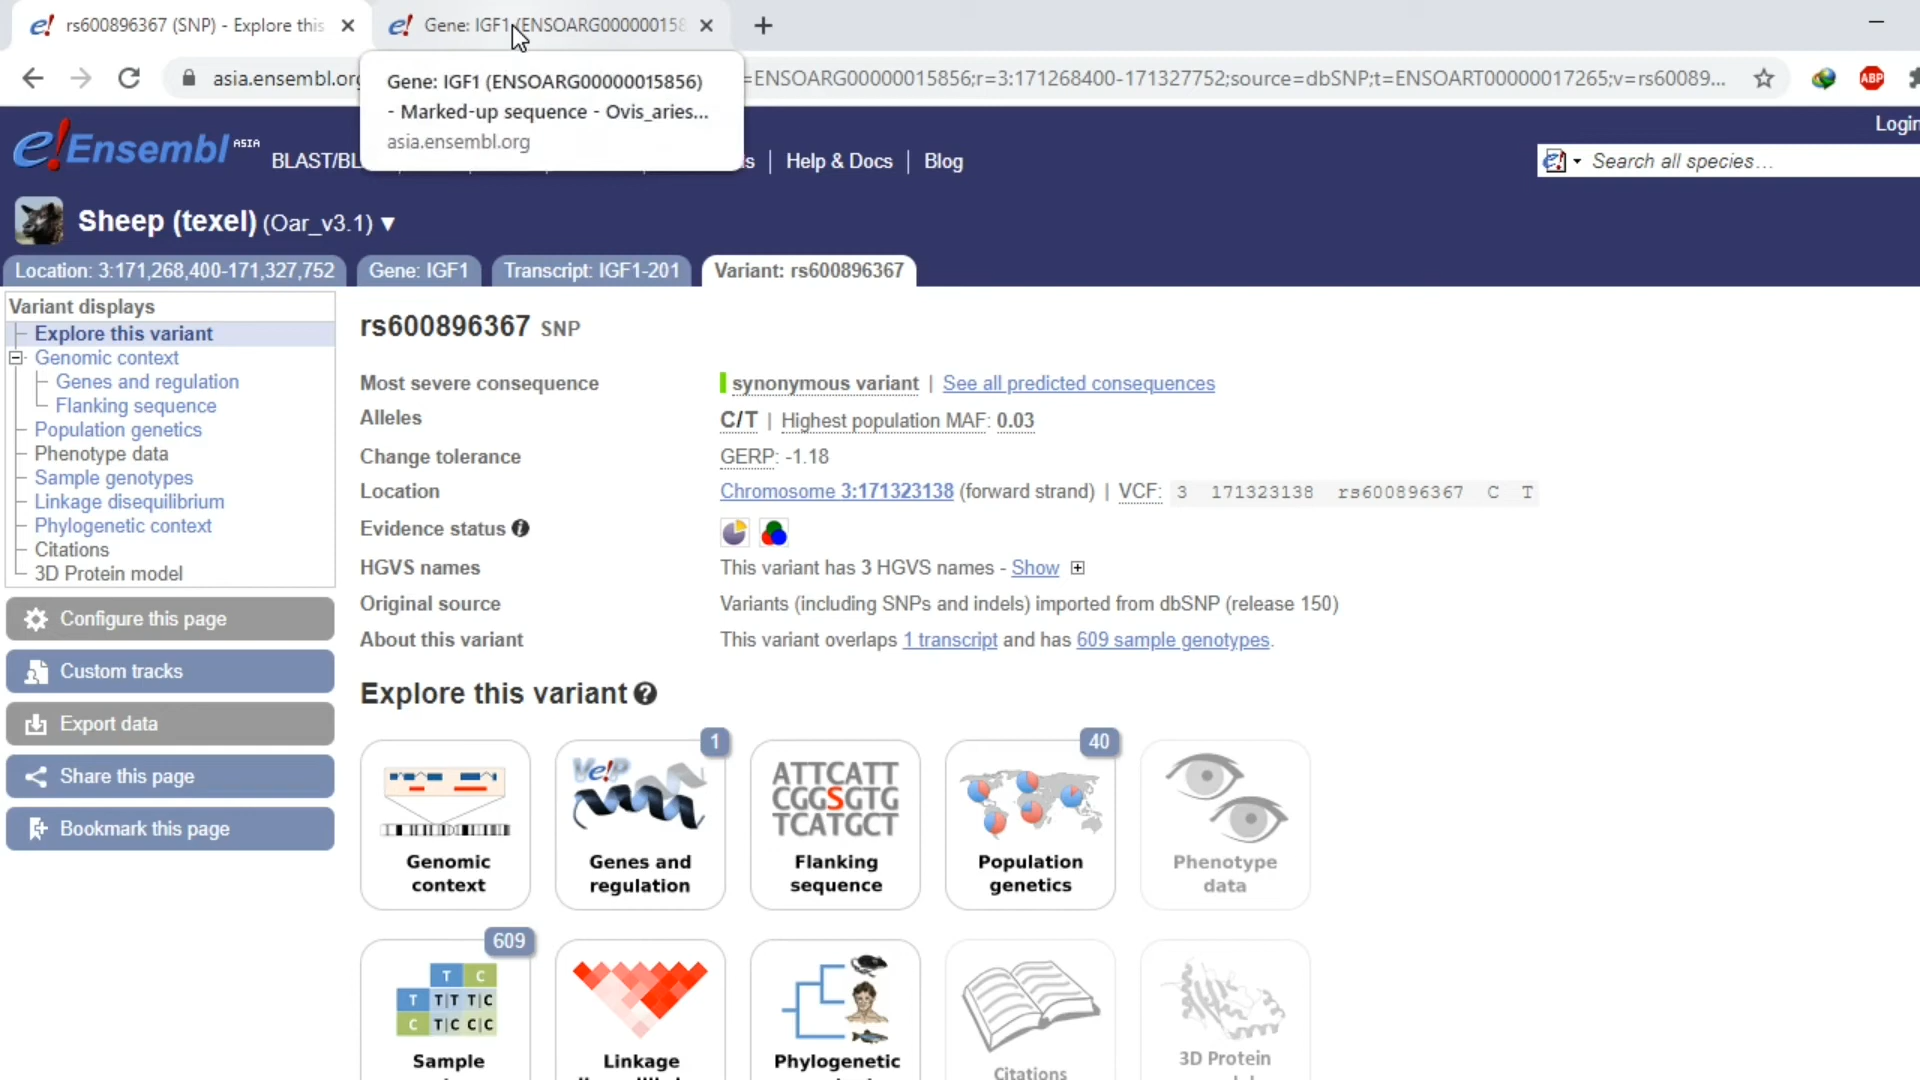 rs600896367 (SNP) - Explore this
Gene: IGF1 (ENSOARG0000000158
asia.ensembl.org
=ENSOARG00000015856;r=3:171268400-171327752;source=dbSNP;t=ENSOART00000017265;v=rs60089...
ABP
Gene: IGF1 (ENSOARG00000015856)
- Marked-up sequence - Ovis_aries...
asia.ensembl.org
Login
e!Ensembl ASIA
BLAST/BL
Help & Docs | Blog
e! Search all species...
Sheep (texel) (Oar_v3.1) ▼
Location: 3:171,268,400-171,327,752
Gene: IGF1
Transcript: IGF1-201
Variant: rs600896367
Variant displays
Explore this variant
Genomic context
Genes and regulation
Flanking sequence
Population genetics
Phenotype data
Sample genotypes
Linkage disequilibrium
Phylogenetic context
Citations
3D Protein model
Configure this page
Custom tracks
Export data
Share this page
Bookmark this page
rs600896367 SNP
Most severe consequence synonymous variant | See all predicted consequences
Alleles C/T | Highest population MAF: 0.03
Change tolerance GERP: -1.18
Location Chromosome 3:171323138 (forward strand) | VCF: 3 171323138 rs600896367 C T
Evidence status
HGVS names This variant has 3 HGVS names - Show
Original source Variants (including SNPs and indels) imported from dbSNP (release 150)
About this variant This variant overlaps 1 transcript and has 609 sample genotypes.
Explore this variant
Genomic
context
1
Ve!P
Genes and
regulation
ATTCATT
CGGSGTG
TCATGCT
Flanking
sequence
40
Population
genetics
Phenotype
data
609
T C
T T|T T|C
C T|C C|C
Sample
Linkage
Phylogenetic
Citations
3D Protein